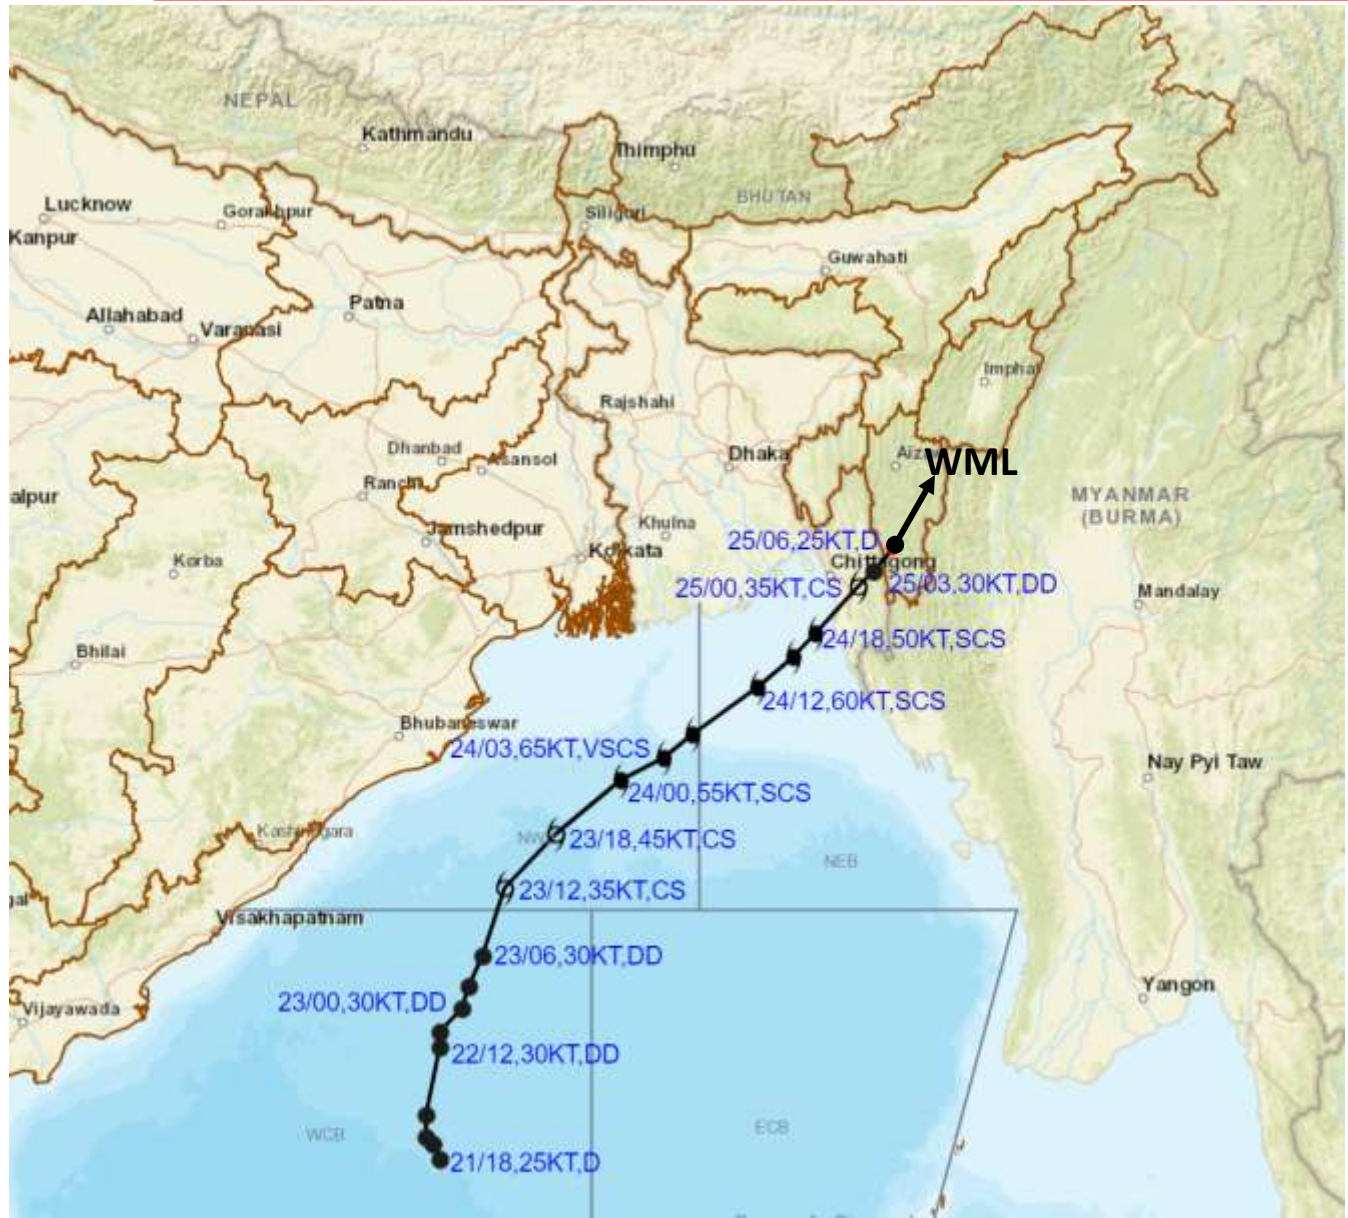 NEPAL
Kathmandu
Thimphu
BHUTAN
Lucknow
Gorakhpur
Siliguri
Kanpur
Guwahati
Patna
Allahabad
Varanasi
Imphal
Rajshahi
Dhanbad
Asansol
Dhaka
WML
Ranchi
alpur
MYANMAR
(BURMA)
Khulna
Jamshedpur
Kolkata
25/06,25KT,D
Korba
Chittagong
25/00,35KT,CS
25/03,30KT,DD
Mandalay
24/18,50KT,SCS
Bhilai
24/12,60KT,SCS
Bhubaneswar
24/03,65KT,VSCS
Nay Pyi Taw
24/00,55KT,SCS
23/18,45KT,CS
NEB
23/12,35KT,CS
Visakhapatnam
23/06,30KT,DD
Yangon
23/00,30KT,DD
Vijayawada
22/12,30KT,DD
WCB
ECB
21/18,25KT,D